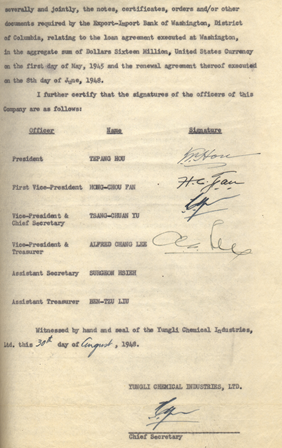 severally and jointly, the notes, certificates, orders and/or other
documents required by the Export-Import Bank of Washington, District
of Columbia, relating to the loan agreement executed at Washington,
in the aggregate sum of Dollars Sixteen Million, United States Currency
on the first day of May, 1945 and the renewal agreement thereof executed
on the 8th day of June, 1948.
I further certify that the signatures of the officers of this
Company are as follows:
Officer Name Signature
President YEPANG HOU
First Vice-President HONG-CHOU FAN H.C. Fan
Vice-President &
Chief Secretary TSANG-CHUAN YU
Vice-President &
Treasurer ALFRED CHANG LEE
Assistant Secretary SURGEON HSIEH
Assistant Treasurer HEN-TSU LIU
Witnessed by hand and seal of the Yungli Chemical Industries,
Ltd. this 30th day of August, 1948.
YUNGLI CHEMICAL INDUSTRIES, LTD.
Chief Secretary